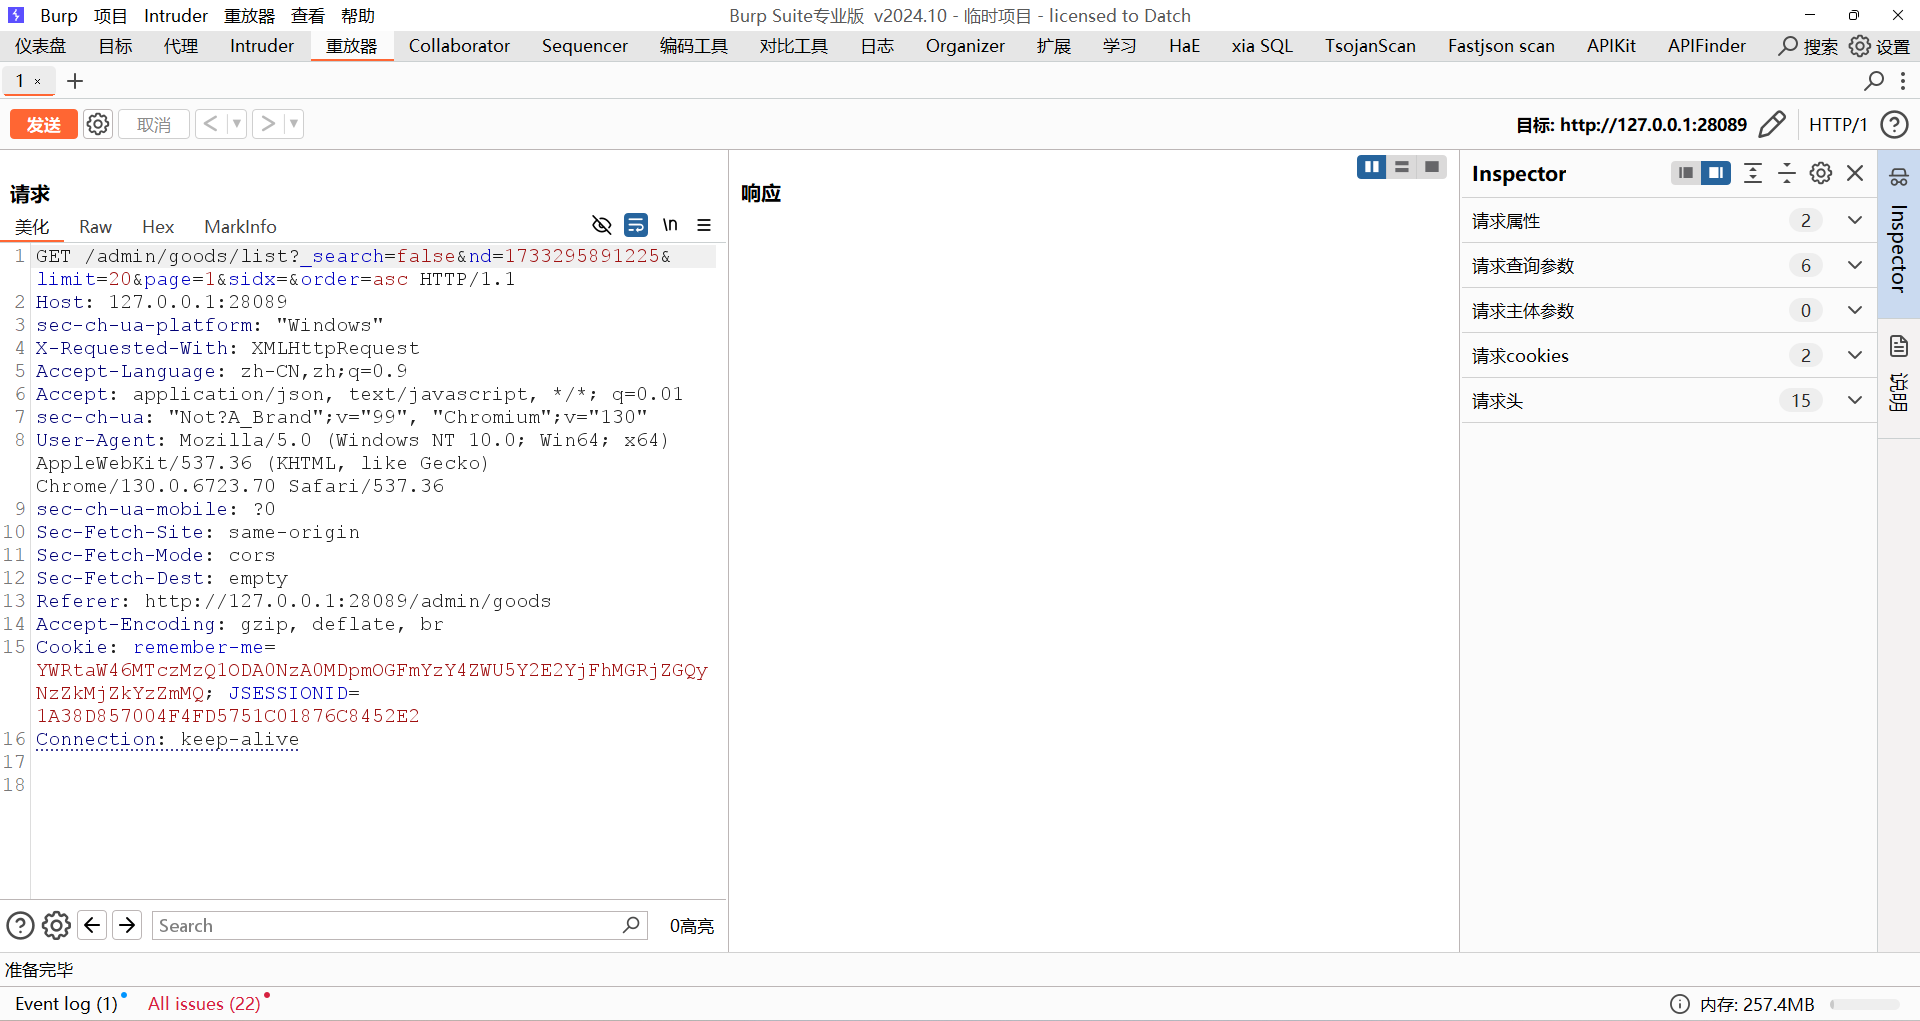 Burp 项目 Intruder 重放器 查看 帮助 Burp Suite专业版 v2024.10 - 临时项目 - licensed to Datch
仪表盘 目标 代理 Intruder 重放器 Collaborator Sequencer 编码工具 对比工具 日志 Organizer 扩展 学习 HaE xia SQL TsojanScan Fastjson scan APIKit APIFinder 搜索 设置
1 × +
发送 取消 < > 目标: http://127.0.0.1:28089 HTTP/1 ?
请求
美化 Raw Hex MarkInfo \n
1 GET /admin/goods/list?_search=false&nd=1733295891225&
limit=20&page=1&sidx=&order=asc HTTP/1.1
2 Host: 127.0.0.1:28089
3 sec-ch-ua-platform: "Windows"
4 X-Requested-With: XMLHttpRequest
5 Accept-Language: zh-CN,zh;q=0.9
6 Accept: application/json, text/javascript, */*; q=0.01
7 sec-ch-ua: "Not?A_Brand";v="99", "Chromium";v="130"
8 User-Agent: Mozilla/5.0 (Windows NT 10.0; Win64; x64)
AppleWebKit/537.36 (KHTML, like Gecko)
Chrome/130.0.6723.70 Safari/537.36
9 sec-ch-ua-mobile: ?0
10 Sec-Fetch-Site: same-origin
11 Sec-Fetch-Mode: cors
12 Sec-Fetch-Dest: empty
13 Referer: http://127.0.0.1:28089/admin/goods
14 Accept-Encoding: gzip, deflate, br
15 Cookie: remember-me=
YWRtaW46MTczMzQ1ODA0NzA0MDpmOGFmYzY4ZWU5Y2E2YjFhMGRjZGQy
NzZkMjZkYzZmMQ; JSESSIONID=
1A38D857004F4FD5751C01876C8452E2
16 Connection: keep-alive
17
18
? Search 0高亮
响应
Inspector
请求属性 2
请求查询参数 6
请求主体参数 0
请求cookies 2
请求头 15
Inspector
说明
准备完毕
Event log (1) All issues (22) 内存: 257.4MB